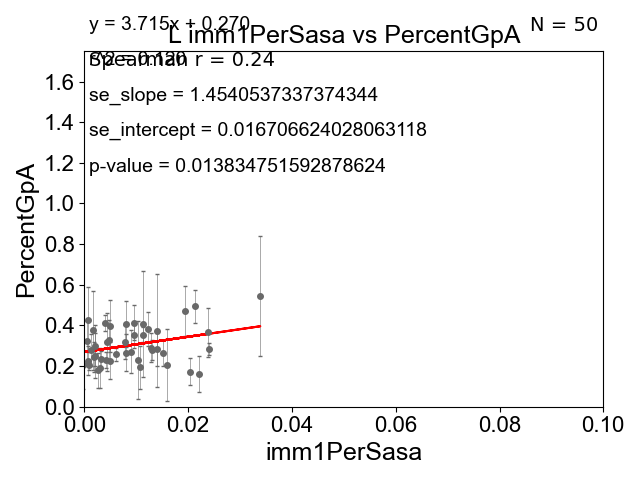 y = 3.715x + 0.270
N = 50
L imm1PerSasa vs PercentGpA
Spearman r = 0.24
se_slope = 1.4540537337374344
se_intercept = 0.016706624028063118
p-value = 0.013834751592878624
PercentGpA
1.6
1.4
1.2
1.0
0.8
0.6
0.4
0.2
0.0
0.00 0.02 0.04 0.06 0.08 0.10
imm1PerSasa